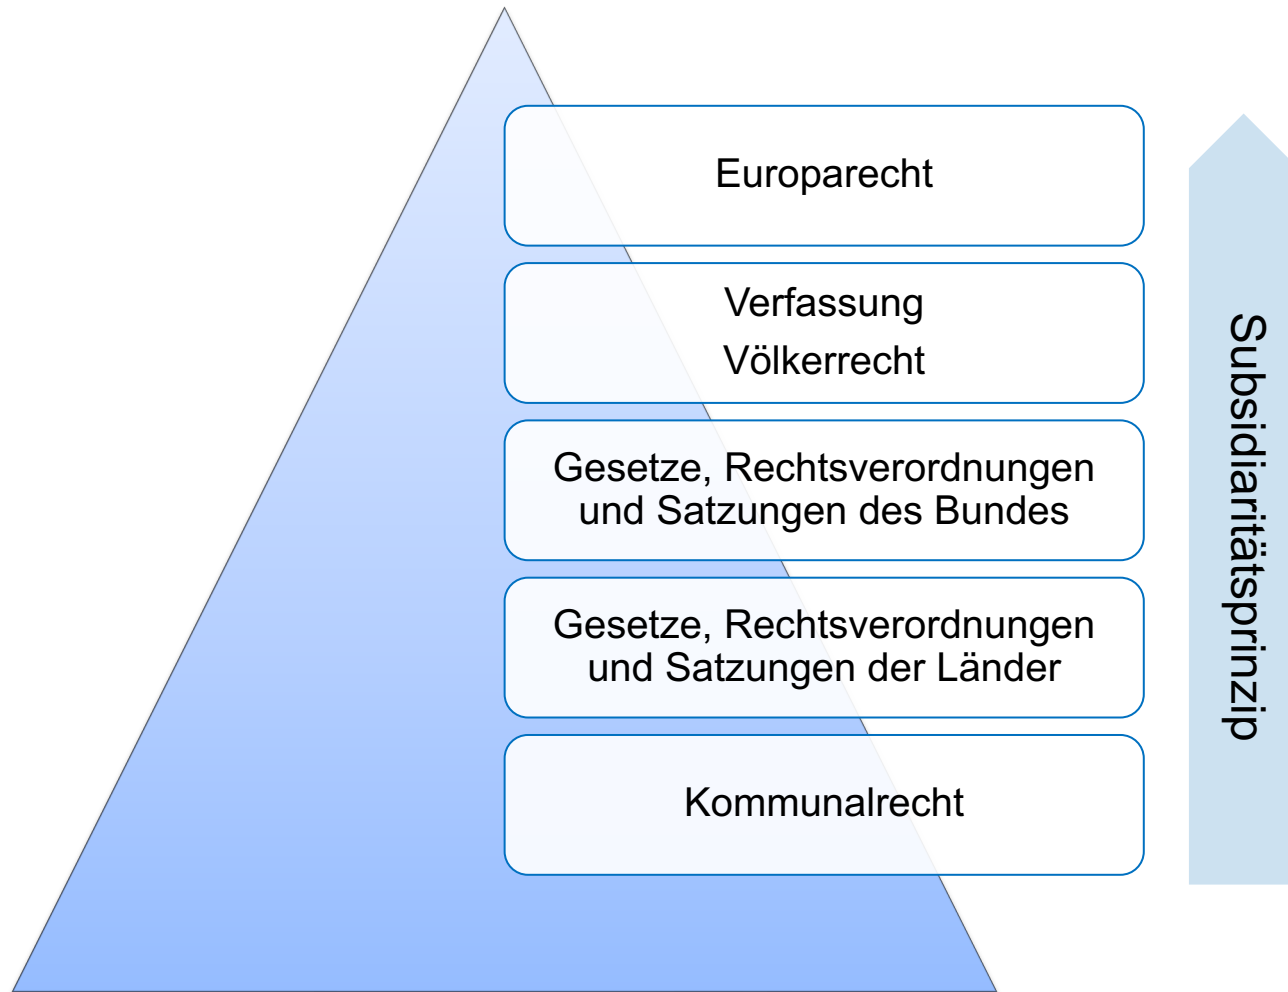 Europarecht
Verfassung
Völkerrecht
Gesetze, Rechtsverordnungen
und Satzungen des Bundes
Gesetze, Rechtsverordnungen
und Satzungen der Länder
Kommunalrecht
Subsidiaritätsprinzip